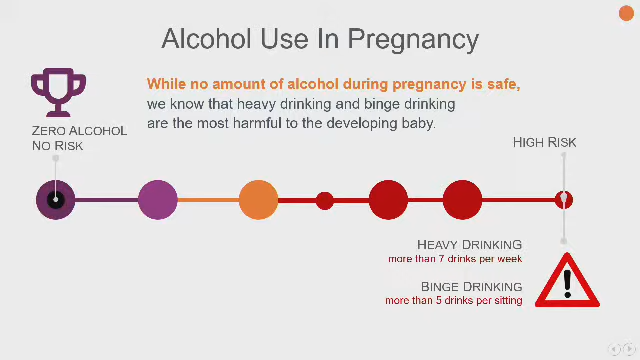 Alcohol Use In Pregnancy
While no amount of alcohol during pregnancy is safe,
we know that heavy drinking and binge drinking
are the most harmful to the developing baby.
ZERO ALCOHOL
NO RISK
HIGH RISK
HEAVY DRINKING
more than 7 drinks per week
BINGE DRINKING
more than 5 drinks per sitting
!